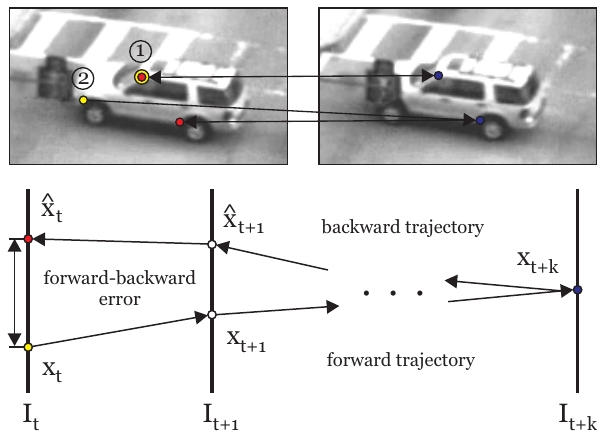 ①
②
x̂ₜ
x̂ₜ₊₁
backward trajectory
xₜ₊ₖ
forward-backward
error
. . .
xₜ
xₜ₊₁
forward trajectory
Iₜ
Iₜ₊₁
Iₜ₊ₖ